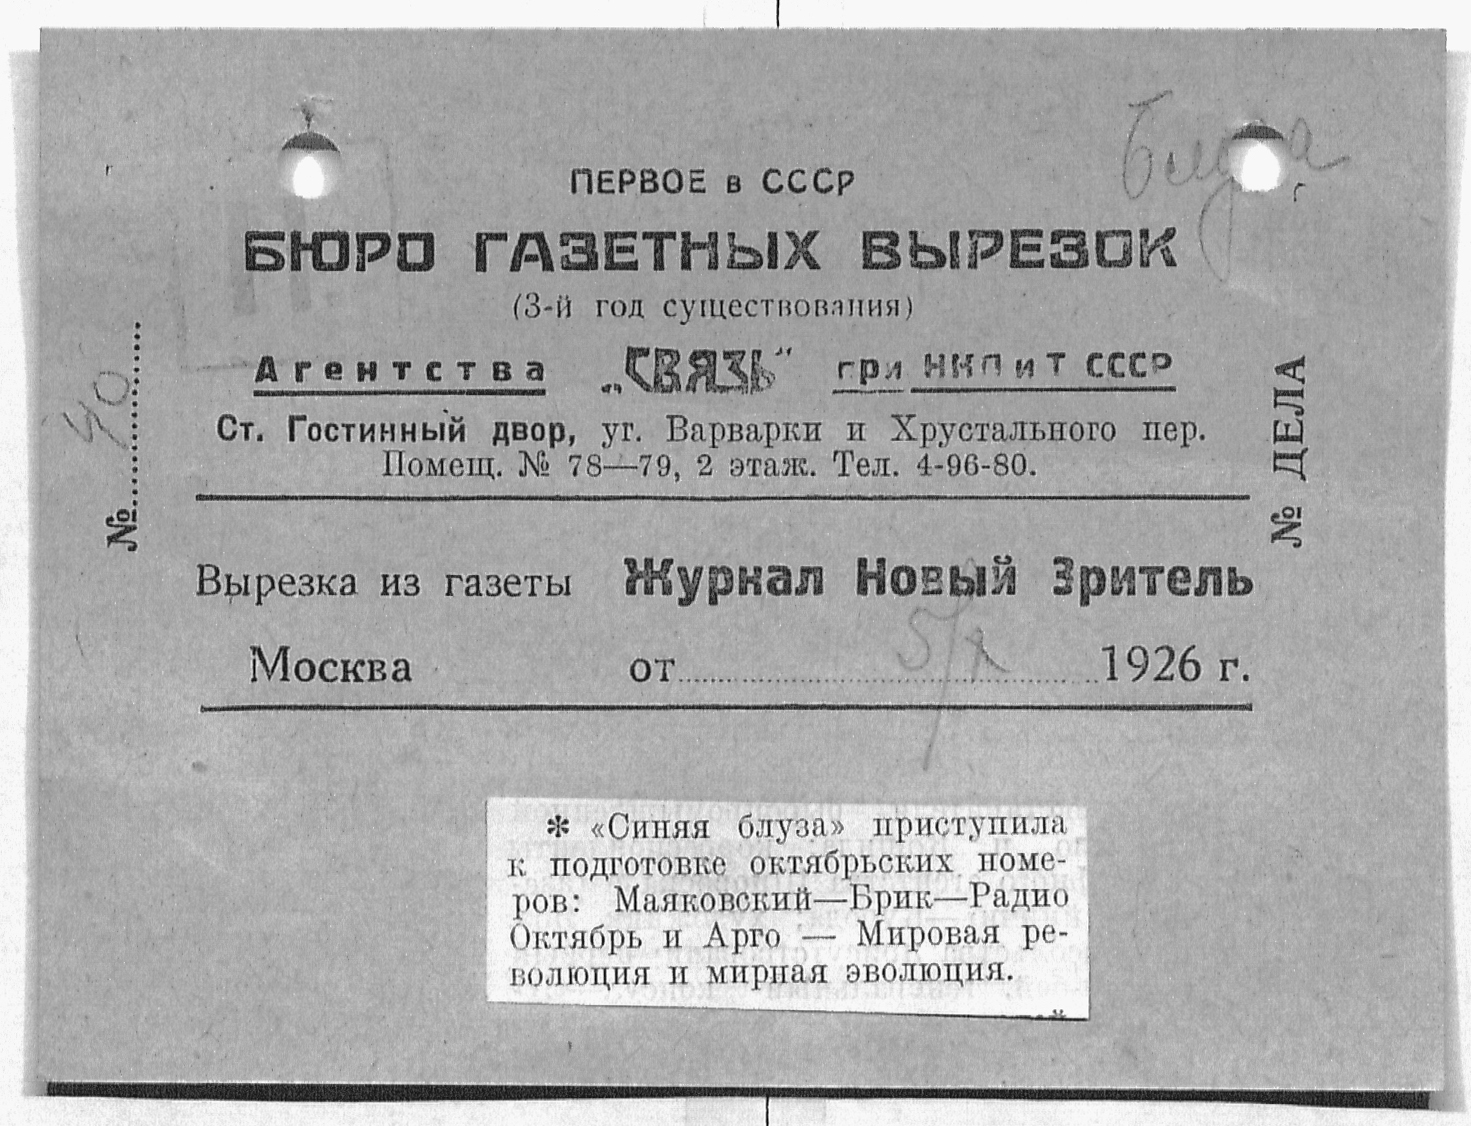 ПЕРВОЕ в СССР
БЮРО ГАЗЕТНЫХ ВЫРЕЗОК
(3-й год существования)
Агентства „СВЯЗЬ" при НКП и Т СССР
Ст. Гостинный двор, уг. Варварки и Хрустального пер.
Помещ. № 78—79, 2 этаж. Тел. 4-96-80.
№ 40
№ ДЕЛА
Вырезка из газеты Журнал Новый Зритель
Москва от 5/X 1926 г.
* «Синяя блуза» приступила
к подготовке октябрьских номе-
ров: Маяковский—Брик—Радио
Октябрь и Арго — Мировая ре-
волюция и мирная эволюция.